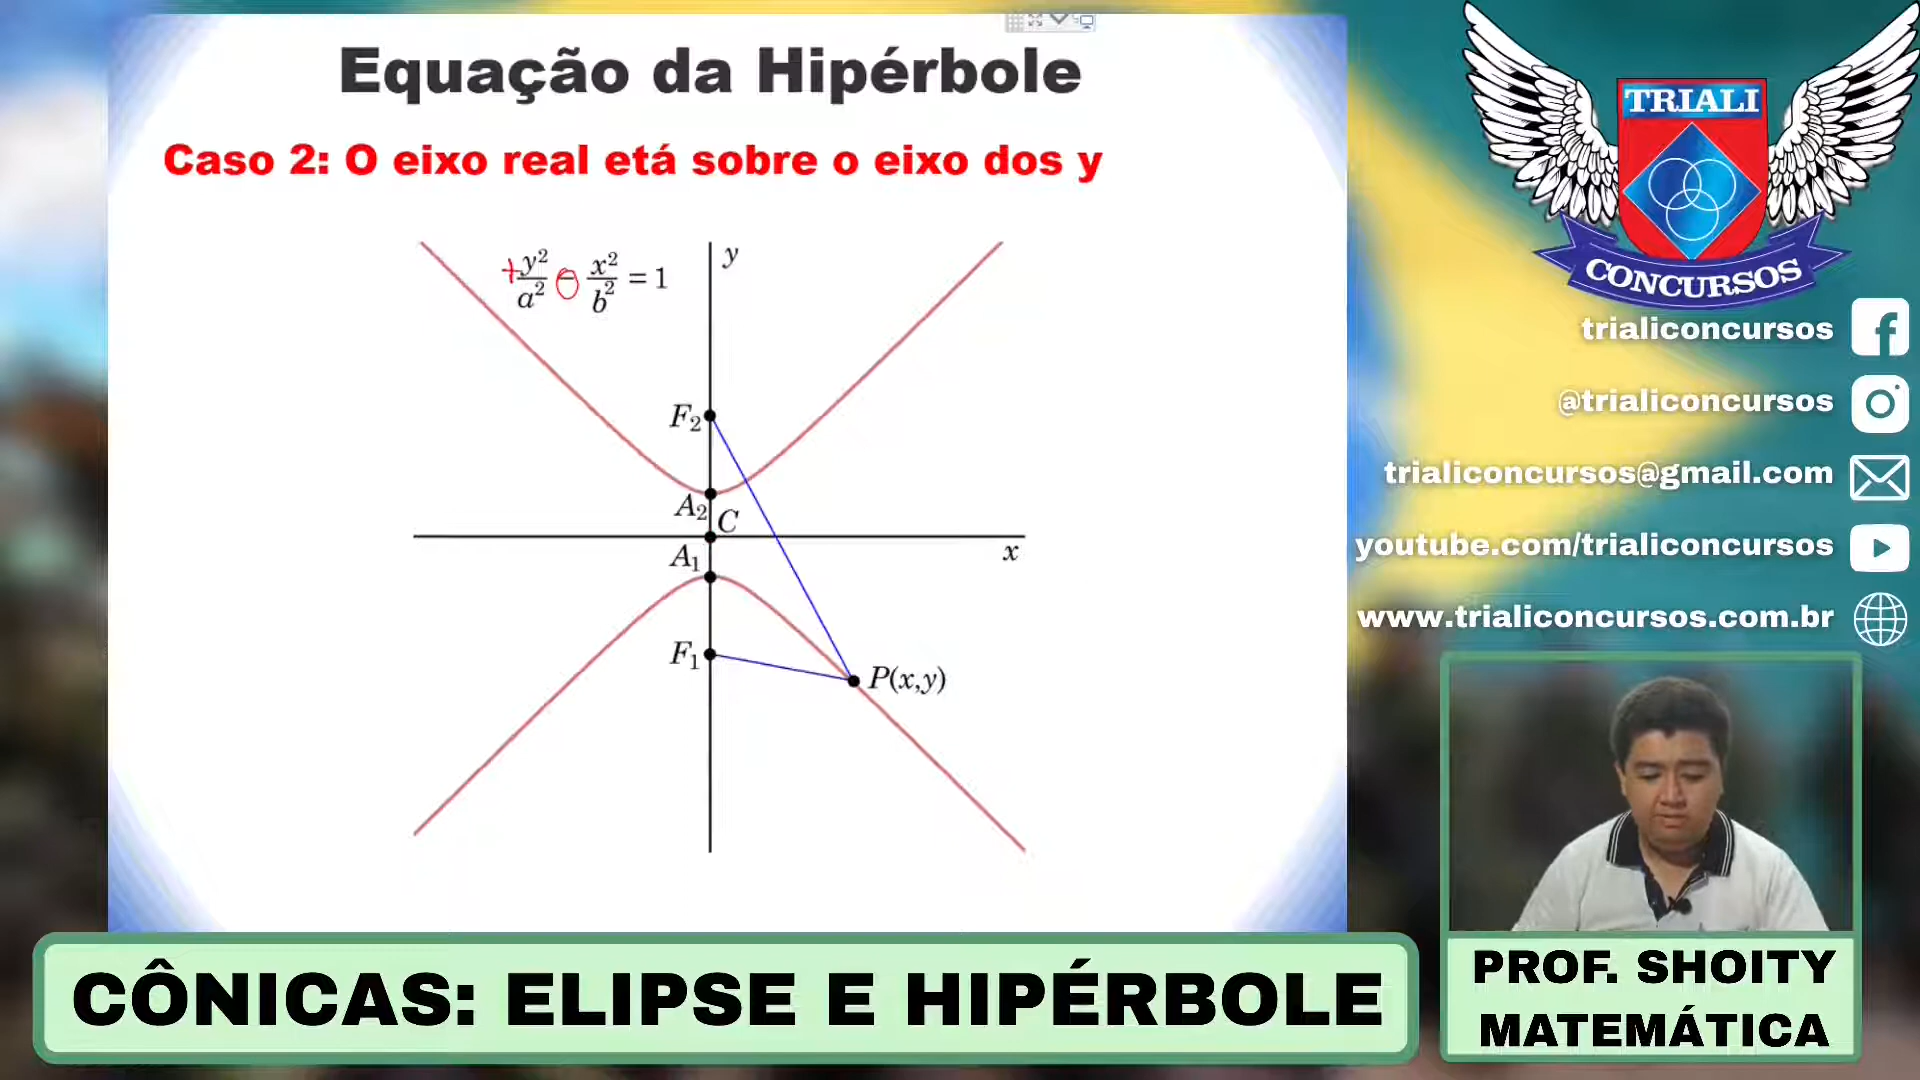 Equação da Hipérbole
Caso 2: O eixo real etá sobre o eixo dos y
+y²/a² − x²/b² = 1
y
F₂
A₂
C
A₁
x
F₁
P(x,y)
TRIALI
CONCURSOS
trialiconcursos
@trialiconcursos
trialiconcursos@gmail.com
youtube.com/trialiconcursos
www.trialiconcursos.com.br
CÔNICAS: ELIPSE E HIPÉRBOLE
PROF. SHOITY
MATEMÁTICA